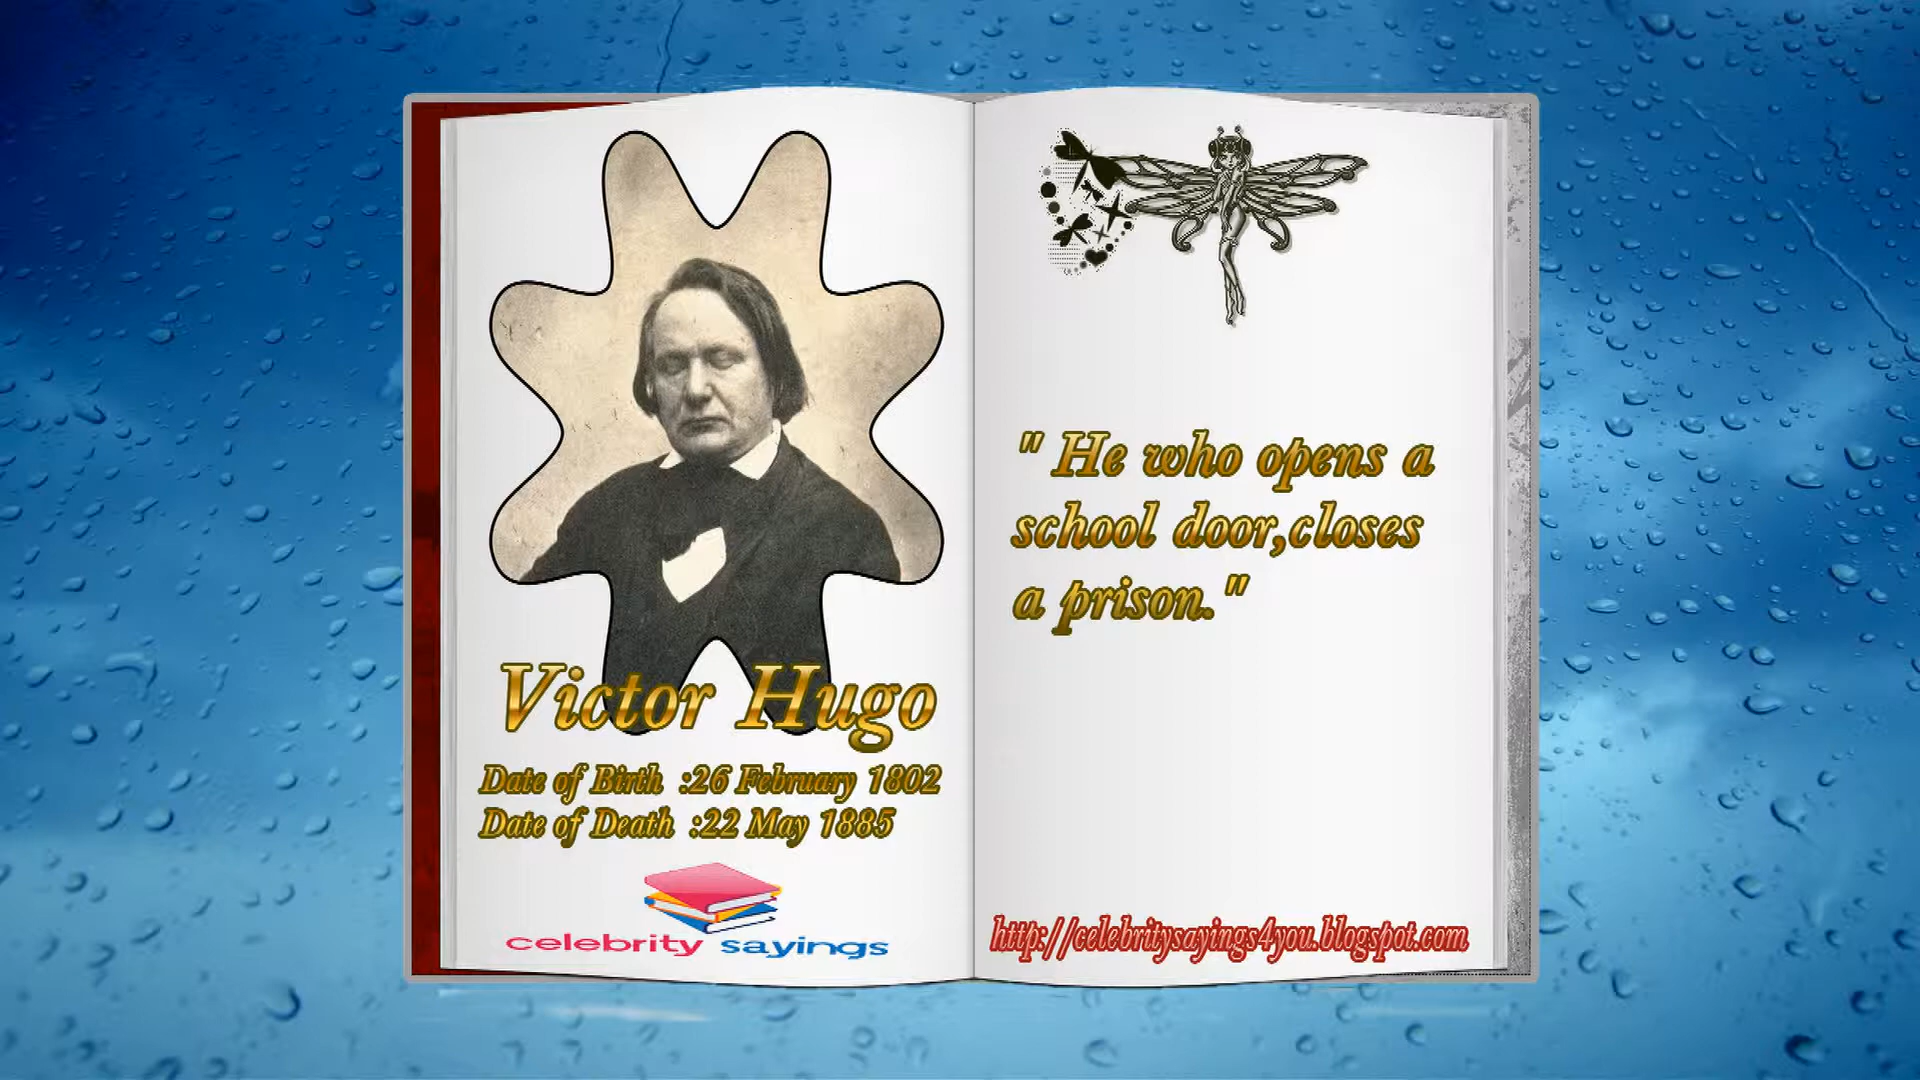 Victor Hugo
Date of Birth :26 February 1802
Date of Death :22 May 1885
celebrity sayings
" He who opens a
school door,closes
a prison."
http://celebritysayings4you.blogspot.com